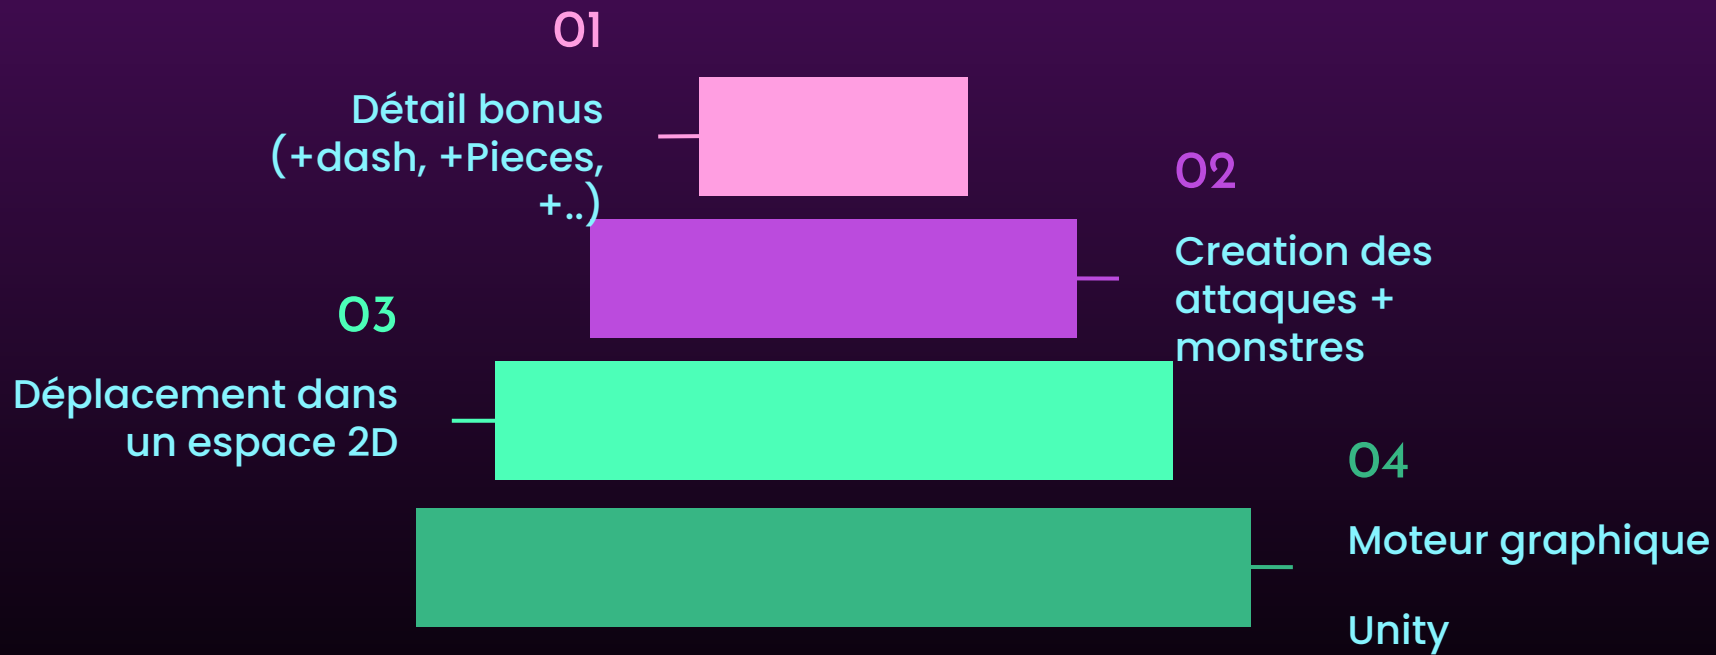 01
Détail bonus
(+dash, +Pieces,
+..)
02
Creation des
attaques +
monstres
03
Déplacement dans
un espace 2D
04
Moteur graphique
Unity